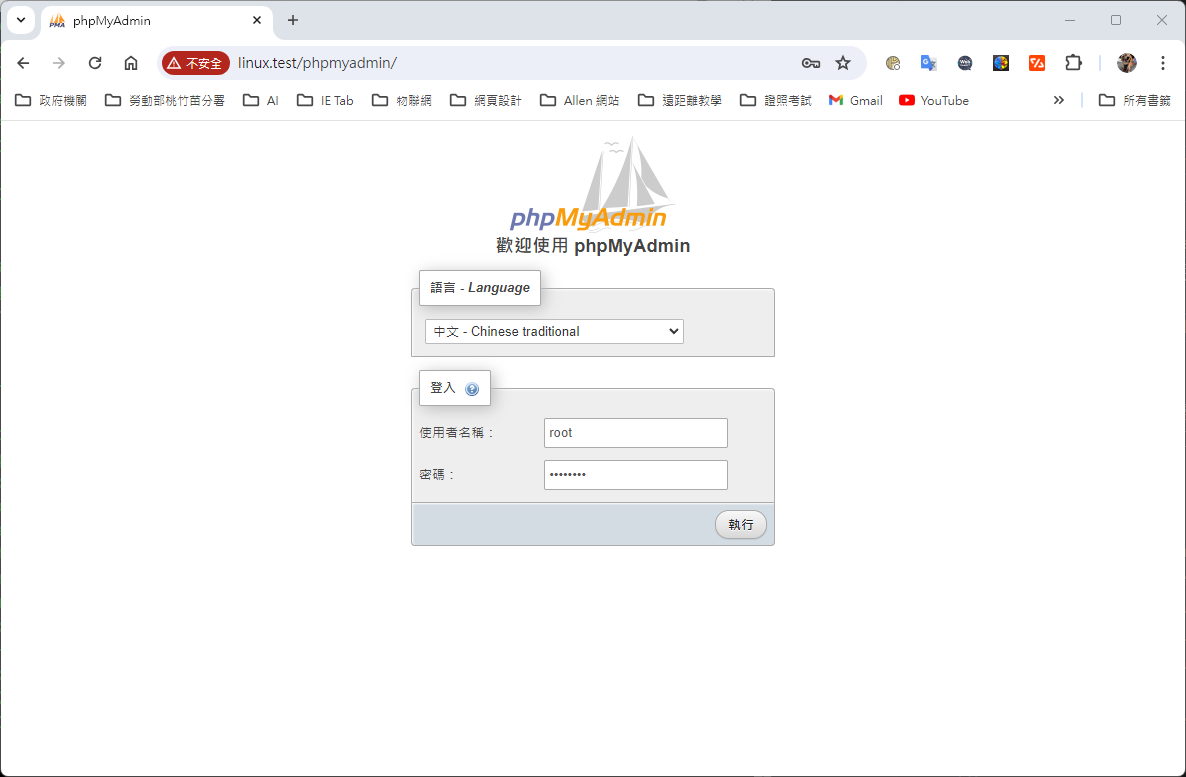 phpMyAdmin
不安全 linux.test/phpmyadmin/
政府機關 勞動部桃竹苗分署 AI IE Tab 物聯網 網頁設計 Allen 網站 遠距離教學 證照考試 Gmail YouTube 所有書籤
phpMyAdmin
歡迎使用 phpMyAdmin
語言 - Language
中文 - Chinese traditional
登入
使用者名稱： root
密碼： ••••••••
執行